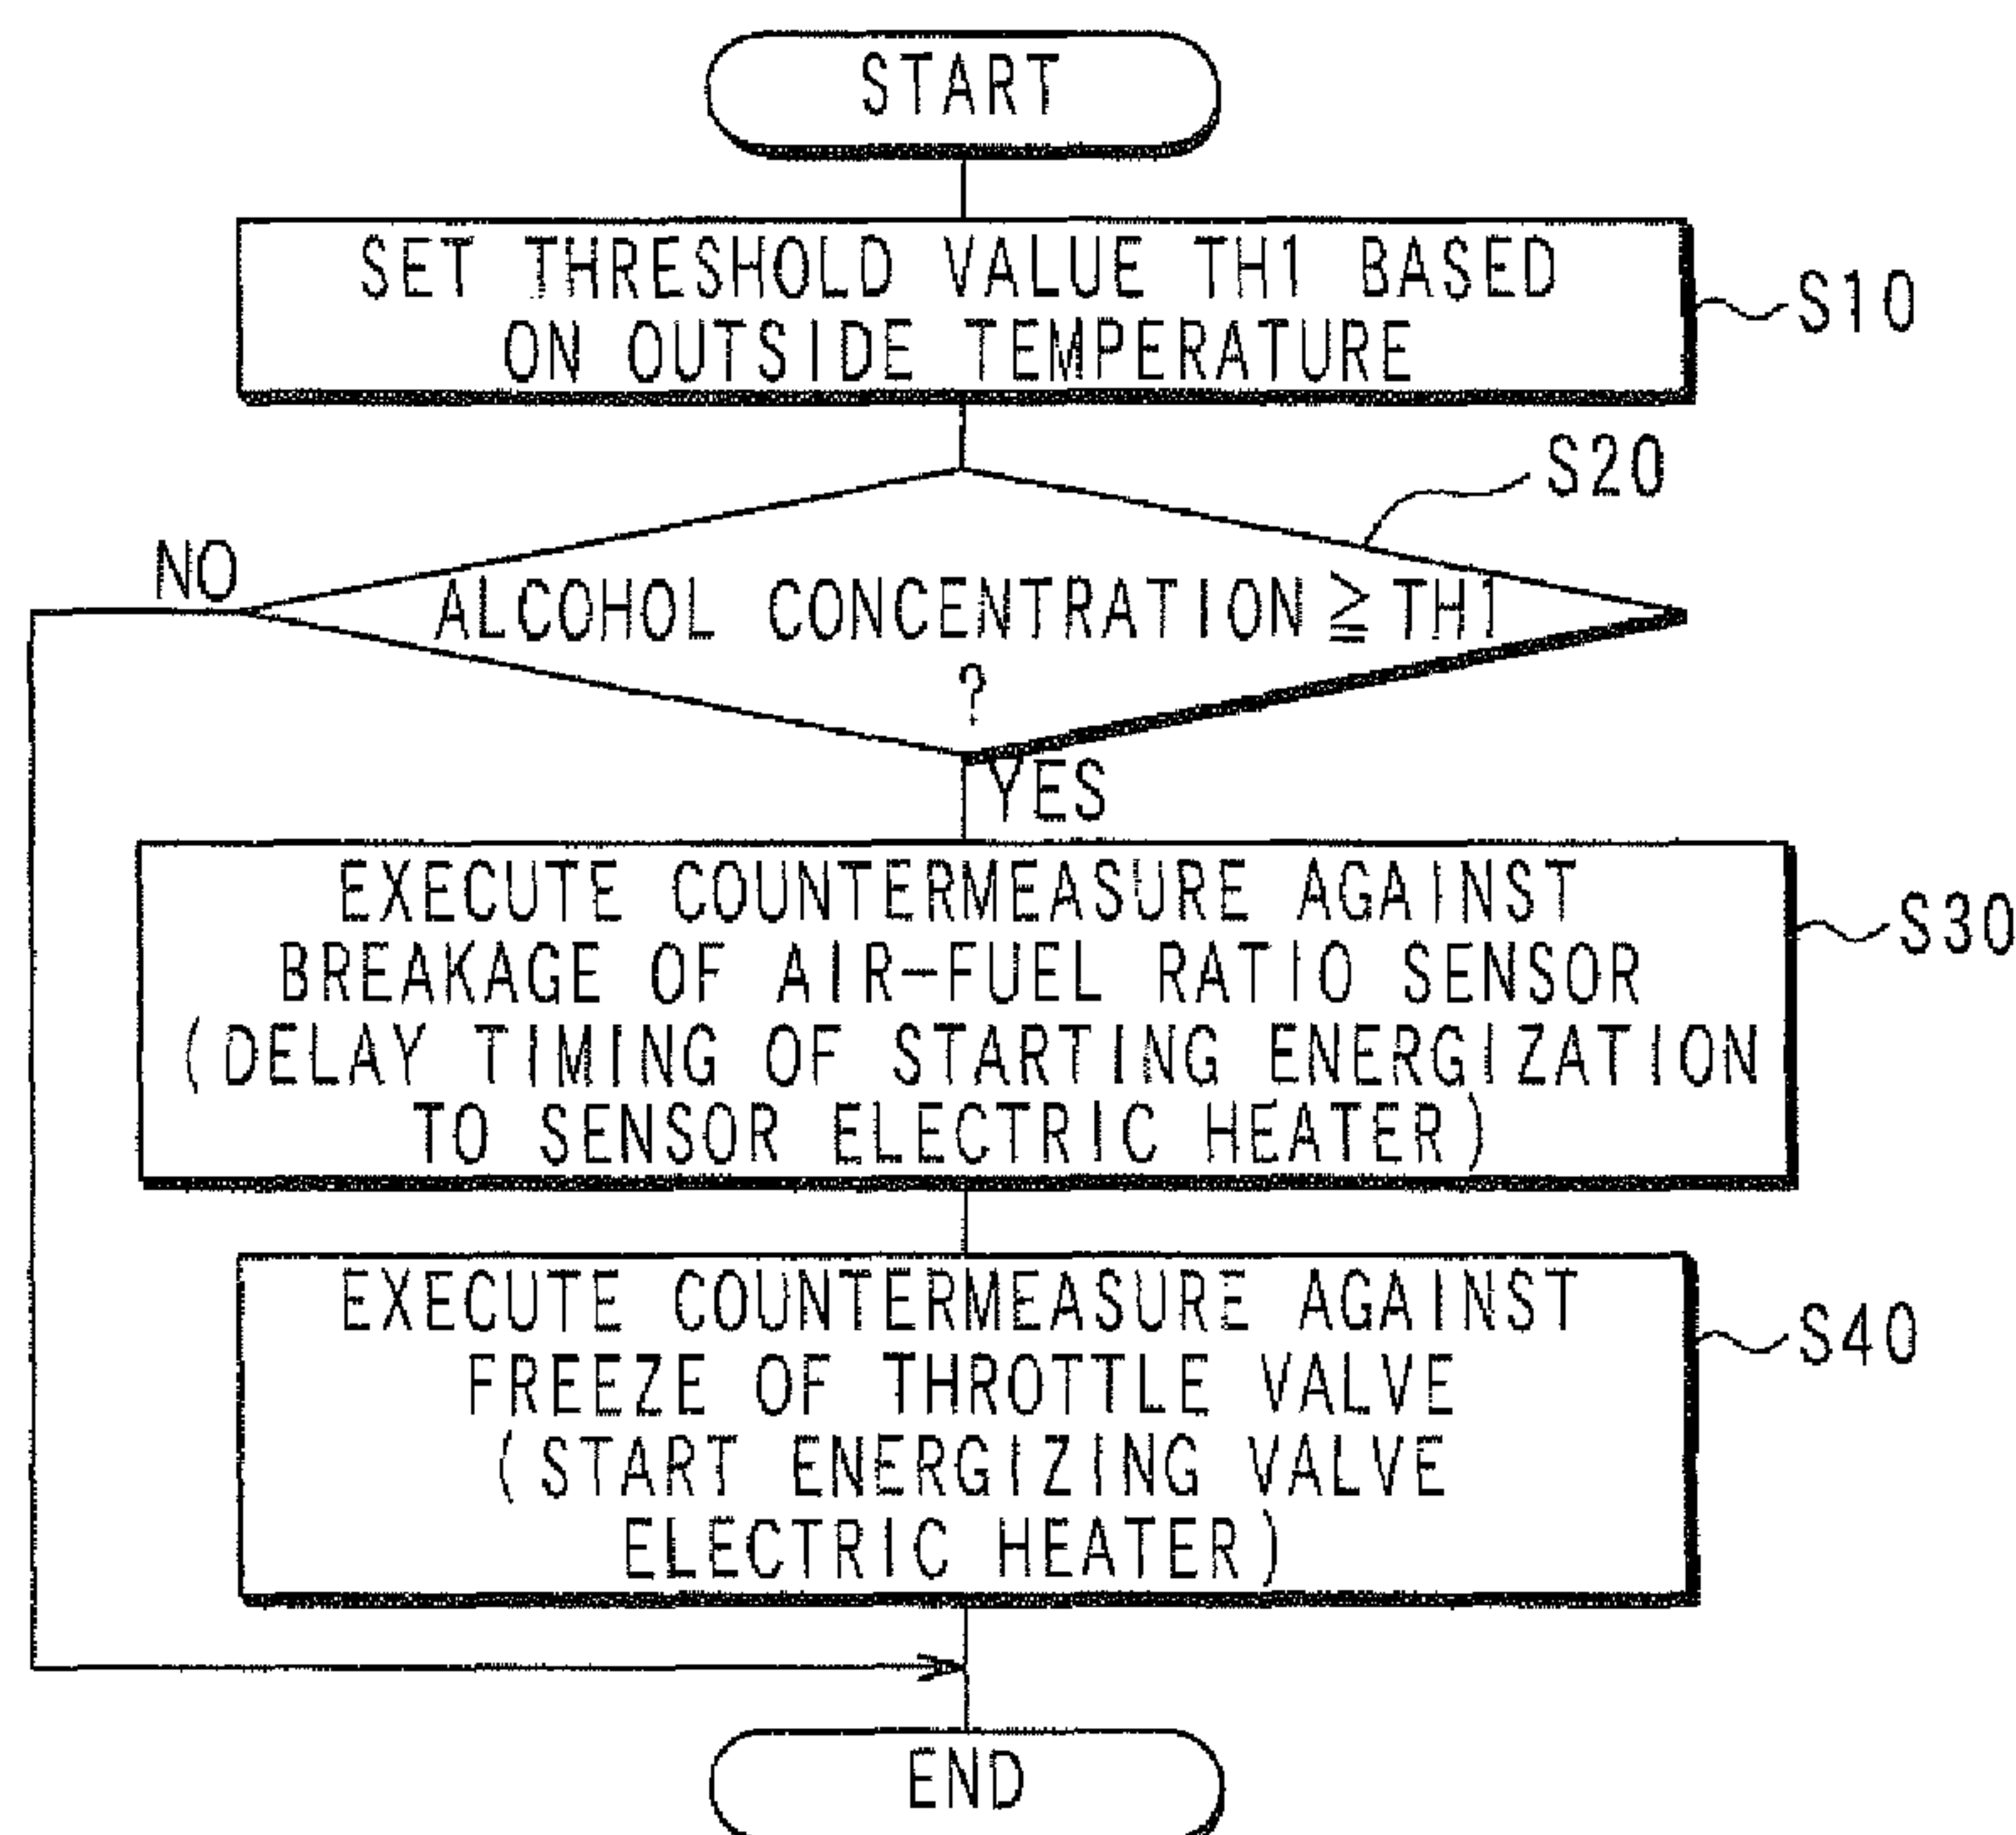 START
SET THRESHOLD VALUE TH1 BASED
ON OUTSIDE TEMPERATURE
S10
S20
NO
ALCOHOL CONCENTRATION ≧ TH1
?
YES
EXECUTE COUNTERMEASURE AGAINST
BREAKAGE OF AIR-FUEL RATIO SENSOR
(DELAY TIMING OF STARTING ENERGIZATION
TO SENSOR ELECTRIC HEATER)
S30
EXECUTE COUNTERMEASURE AGAINST
FREEZE OF THROTTLE VALVE
(START ENERGIZING VALVE
ELECTRIC HEATER)
S40
END